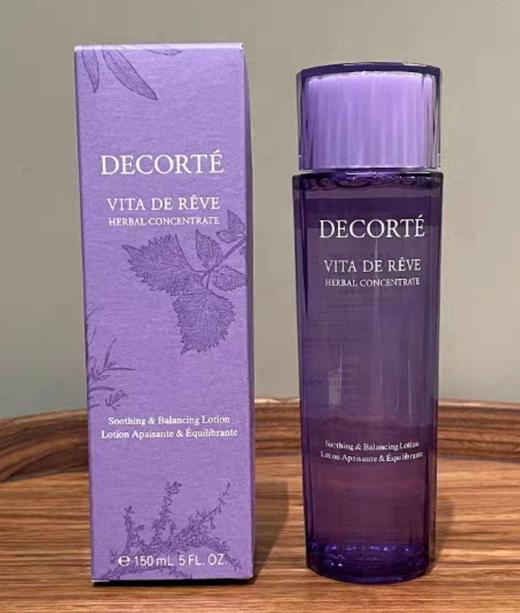 DECORTÉ
VITA DE RÊVE
HERBAL CONCENTRATE
Soothing & Balancing Lotion
Lotion Apaisante & Équilibrante
℮ 150 mL 5 FL. OZ.
DECORTÉ
VITA DE RÊVE
HERBAL CONCENTRATE
Soothing & Balancing Lotion
Lotion Apaisante & Équilibrante